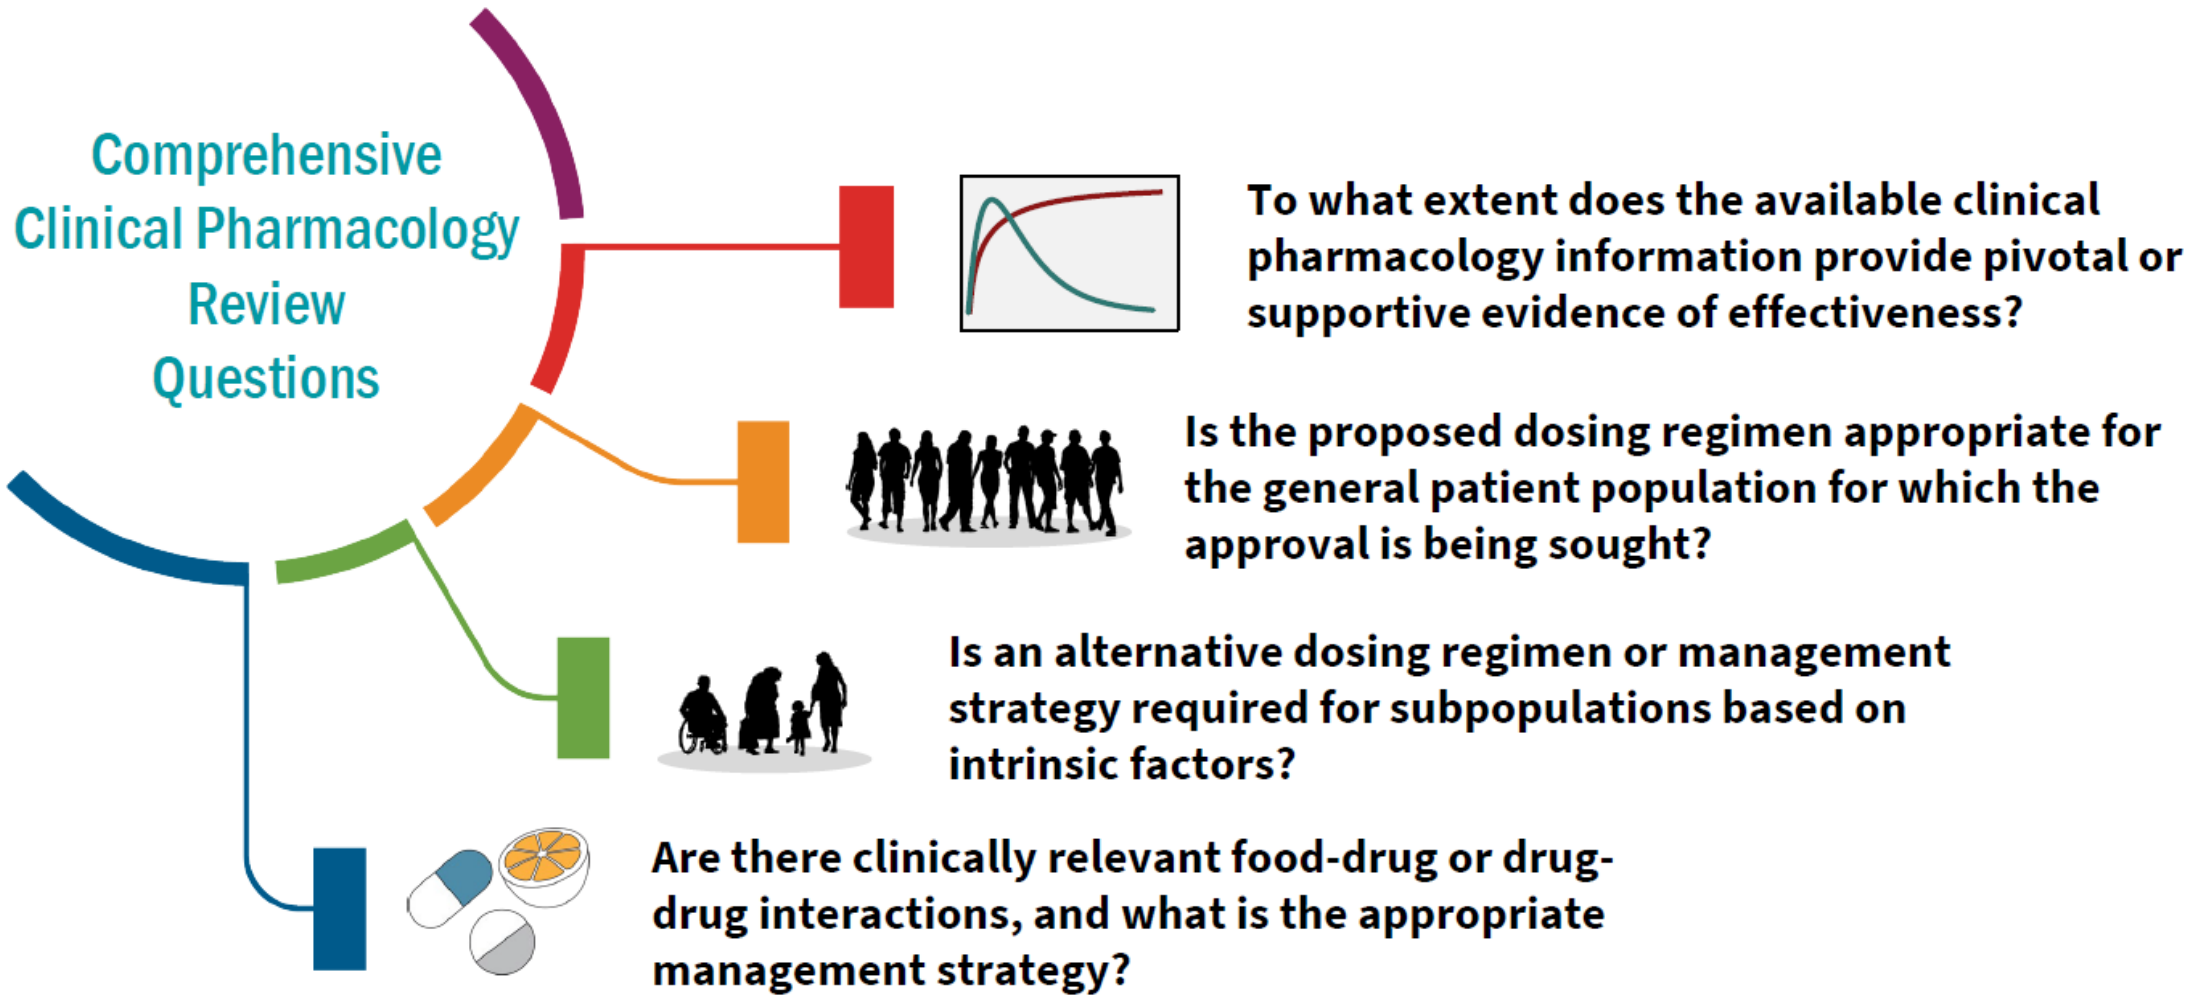 Comprehensive
Clinical Pharmacology
Review
Questions
To what extent does the available clinical
pharmacology information provide pivotal or
supportive evidence of effectiveness?
Is the proposed dosing regimen appropriate for
the general patient population for which the
approval is being sought?
Is an alternative dosing regimen or management
strategy required for subpopulations based on
intrinsic factors?
Are there clinically relevant food-drug or drug-
drug interactions, and what is the appropriate
management strategy?